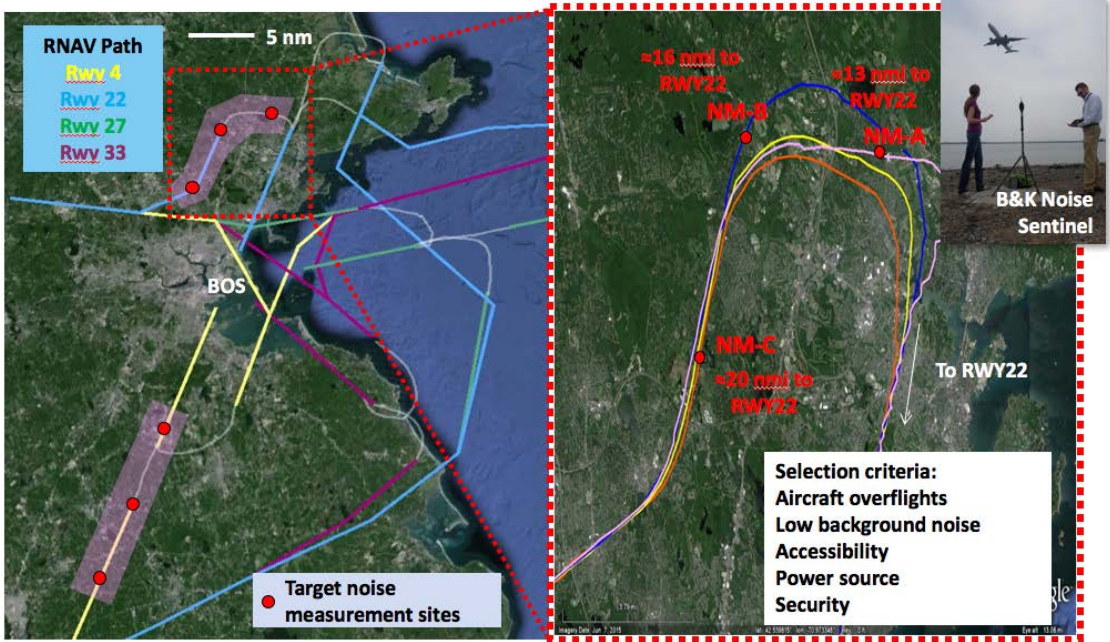 RNAV Path
Rwy 4
Rwy 22
Rwy 27
Rwy 33
5 nm
BOS
Target noise
measurement sites
≈16 nmi to
RWY22
NM-B
≈13 nmi to
RWY22
NM-A
B&K Noise
Sentinel
NM-C
≈20 nmi to
RWY22
To RWY22
Selection criteria:
Aircraft overflights
Low background noise
Accessibility
Power source
Security